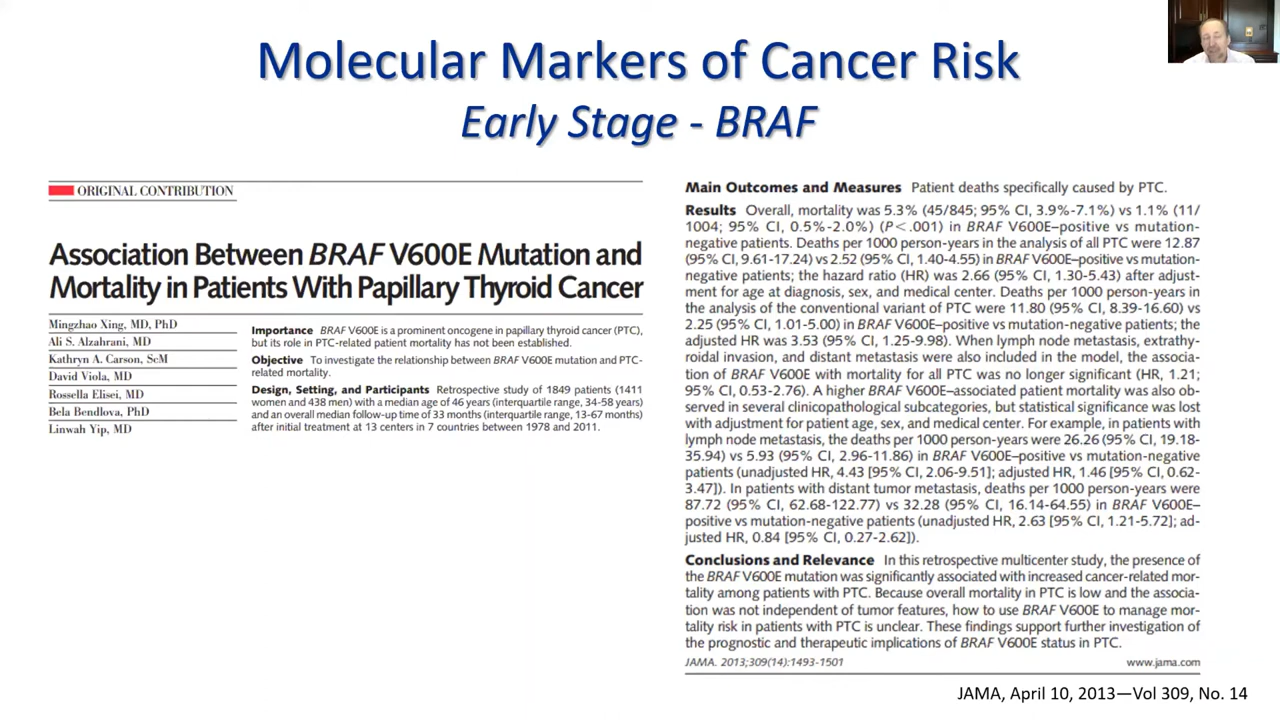 Molecular Markers of Cancer Risk
Early Stage - BRAF
ORIGINAL CONTRIBUTION
Association Between BRAF V600E Mutation and
Mortality in Patients With Papillary Thyroid Cancer
Mingzhao Xing, MD, PhD
Ali S. Alzahrani, MD
Kathryn A. Carson, ScM
David Viola, MD
Rossella Elisei, MD
Bela Bendlova, PhD
Linwah Yip, MD
Importance BRAF V600E is a prominent oncogene in papillary thyroid cancer (PTC),
but its role in PTC-related patient mortality has not been established.
Objective To investigate the relationship between BRAF V600E mutation and PTC-
related mortality.
Design, Setting, and Participants Retrospective study of 1849 patients (1411
women and 438 men) with a median age of 46 years (interquartile range, 34-58 years)
and an overall median follow-up time of 33 months (interquartile range, 13-67 months)
after initial treatment at 13 centers in 7 countries between 1978 and 2011.
Main Outcomes and Measures Patient deaths specifically caused by PTC.
Results Overall, mortality was 5.3% (45/845; 95% CI, 3.9%-7.1%) vs 1.1% (11/
1004; 95% CI, 0.5%-2.0%) (P<.001) in BRAF V600E–positive vs mutation-
negative patients. Deaths per 1000 person-years in the analysis of all PTC were 12.87
(95% CI, 9.61-17.24) vs 2.52 (95% CI, 1.40-4.55) in BRAF V600E–positive vs mutation-
negative patients; the hazard ratio (HR) was 2.66 (95% CI, 1.30-5.43) after adjust-
ment for age at diagnosis, sex, and medical center. Deaths per 1000 person-years in
the analysis of the conventional variant of PTC were 11.80 (95% CI, 8.39-16.60) vs
2.25 (95% CI, 1.01-5.00) in BRAF V600E–positive vs mutation-negative patients; the
adjusted HR was 3.53 (95% CI, 1.25-9.98). When lymph node metastasis, extrathy-
roidal invasion, and distant metastasis were also included in the model, the associa-
tion of BRAF V600E with mortality for all PTC was no longer significant (HR, 1.21;
95% CI, 0.53-2.76). A higher BRAF V600E–associated patient mortality was also ob-
served in several clinicopathological subcategories, but statistical significance was lost
with adjustment for patient age, sex, and medical center. For example, in patients with
lymph node metastasis, the deaths per 1000 person-years were 26.26 (95% CI, 19.18-
35.94) vs 5.93 (95% CI, 2.96-11.86) in BRAF V600E–positive vs mutation-negative
patients (unadjusted HR, 4.43 [95% CI, 2.06-9.51]; adjusted HR, 1.46 [95% CI, 0.62-
3.47]). In patients with distant tumor metastasis, deaths per 1000 person-years were
87.72 (95% CI, 62.68-122.77) vs 32.28 (95% CI, 16.14-64.55) in BRAF V600E–
positive vs mutation-negative patients (unadjusted HR, 2.63 [95% CI, 1.21-5.72]; ad-
justed HR, 0.84 [95% CI, 0.27-2.62]).
Conclusions and Relevance In this retrospective multicenter study, the presence of
the BRAF V600E mutation was significantly associated with increased cancer-related mor-
tality among patients with PTC. Because overall mortality in PTC is low and the associa-
tion was not independent of tumor features, how to use BRAF V600E to manage mor-
tality risk in patients with PTC is unclear. These findings support further investigation of
the prognostic and therapeutic implications of BRAF V600E status in PTC.
JAMA. 2013;309(14):1493-1501 www.jama.com
JAMA, April 10, 2013—Vol 309, No. 14